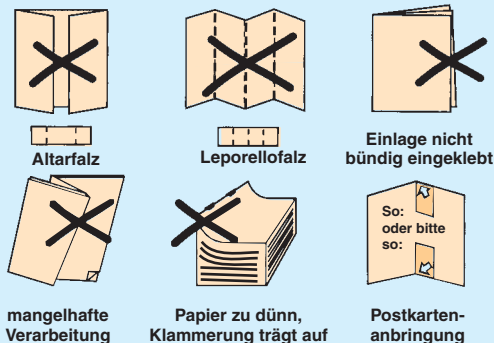 Altarfalz
Leporellofalz
Einlage nicht
bündig eingeklebt
So:
oder bitte
so:
mangelhafte
Verarbeitung
Papier zu dünn,
Klammerung trägt auf
Postkarten-
anbringung